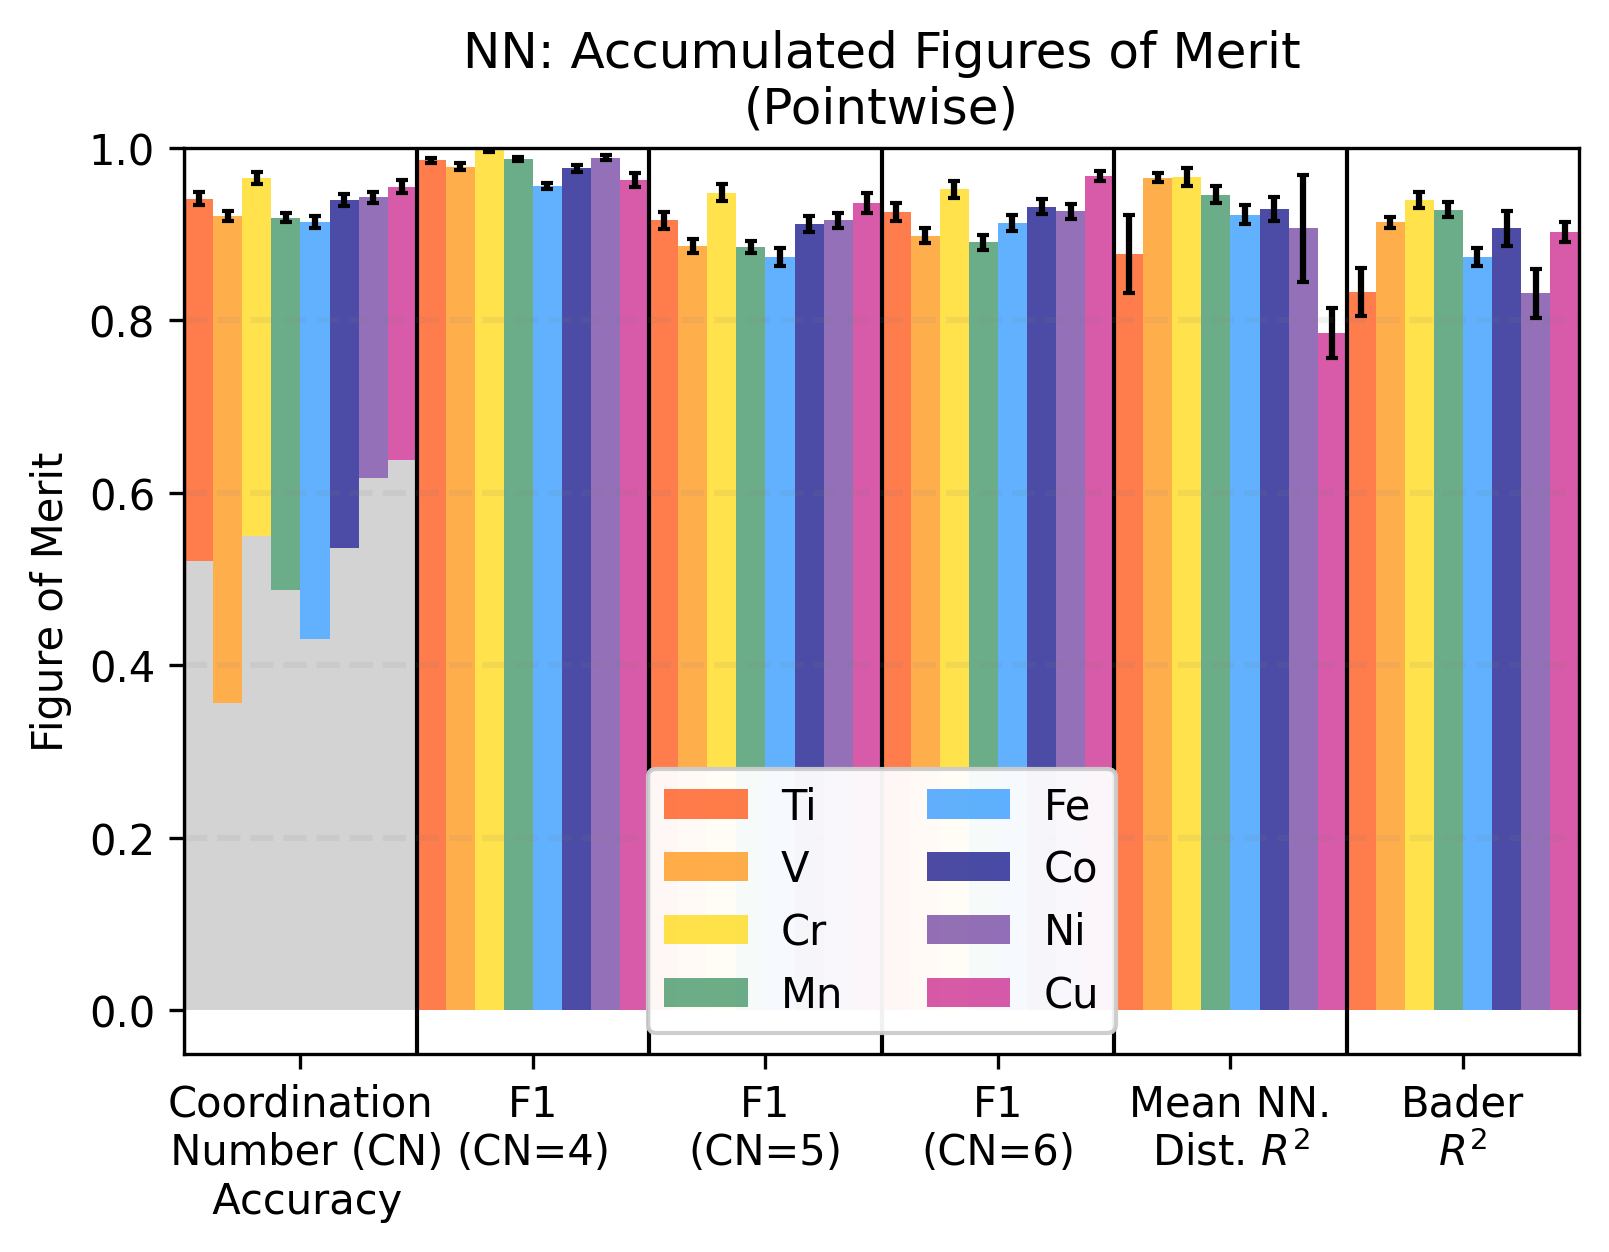 NN: Accumulated Figures of Merit
(Pointwise)
Figure of Merit
1.0
0.8
0.6
0.4
0.2
0.0
Ti
V
Cr
Mn
Fe
Co
Ni
Cu
Coordination
Number (CN)
Accuracy
F1
(CN=4)
F1
(CN=5)
F1
(CN=6)
Mean NN.
Dist. R²
Bader
R²